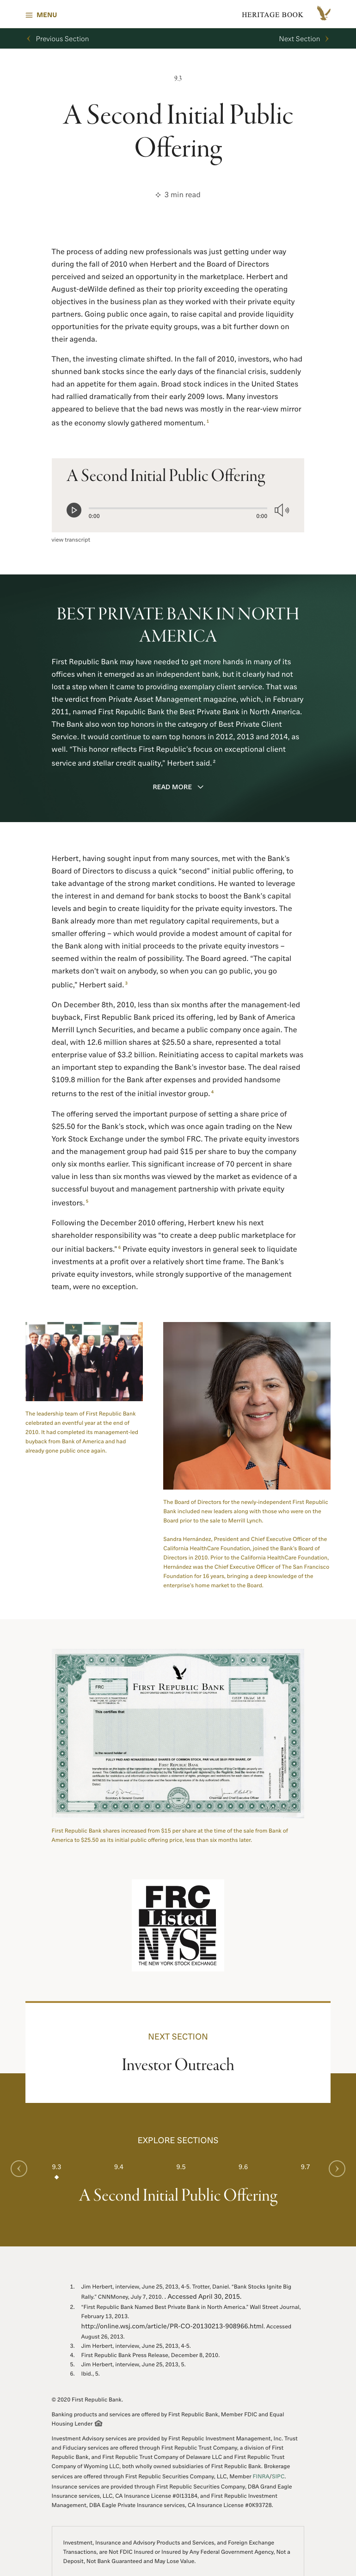 MENU
HERITAGE BOOK
Previous Section
Next Section
9.3
A Second Initial Public
Offering
3 min read
The process of adding new professionals was just getting under way
during the fall of 2010 when Herbert and the Board of Directors
perceived and seized an opportunity in the marketplace. Herbert and
August-deWilde defined as their top priority exceeding the operating
objectives in the business plan as they worked with their private equity
partners. Going public once again, to raise capital and provide liquidity
opportunities for the private equity groups, was a bit further down on
their agenda.
Then, the investing climate shifted. In the fall of 2010, investors, who had
shunned bank stocks since the early days of the financial crisis, suddenly
had an appetite for them again. Broad stock indices in the United States
had rallied dramatically from their early 2009 lows. Many investors
appeared to believe that the bad news was mostly in the rear-view mirror
as the economy slowly gathered momentum. 1
A Second Initial Public Offering
0:00
0:00
view transcript
BEST PRIVATE BANK IN NORTH
AMERICA
First Republic Bank may have needed to get more hands in many of its
offices when it emerged as an independent bank, but it clearly had not
lost a step when it came to providing exemplary client service. That was
the verdict from Private Asset Management magazine, which, in February
2011, named First Republic Bank the Best Private Bank in North America.
The Bank also won top honors in the category of Best Private Client
Service. It would continue to earn top honors in 2012, 2013 and 2014, as
well. “This honor reflects First Republic’s focus on exceptional client
service and stellar credit quality,” Herbert said. 2
READ MORE
Herbert, having sought input from many sources, met with the Bank’s
Board of Directors to discuss a quick “second” initial public offering, to
take advantage of the strong market conditions. He wanted to leverage
the interest in and demand for bank stocks to boost the Bank’s capital
levels and begin to create liquidity for the private equity investors. The
Bank already more than met regulatory capital requirements, but a
smaller offering – which would provide a modest amount of capital for
the Bank along with initial proceeds to the private equity investors –
seemed within the realm of possibility. The Board agreed. “The capital
markets don’t wait on anybody, so when you can go public, you go
public,” Herbert said. 3
On December 8th, 2010, less than six months after the management-led
buyback, First Republic Bank priced its offering, led by Bank of America
Merrill Lynch Securities, and became a public company once again. The
deal, with 12.6 million shares at $25.50 a share, represented a total
enterprise value of $3.2 billion. Reinitiating access to capital markets was
an important step to expanding the Bank’s investor base. The deal raised
$109.8 million for the Bank after expenses and provided handsome
returns to the rest of the initial investor group. 4
The offering served the important purpose of setting a share price of
$25.50 for the Bank’s stock, which was once again trading on the New
York Stock Exchange under the symbol FRC. The private equity investors
and the management group had paid $15 per share to buy the company
only six months earlier. This significant increase of 70 percent in share
value in less than six months was viewed by the market as evidence of a
successful buyout and management partnership with private equity
investors. 5
Following the December 2010 offering, Herbert knew his next
shareholder responsibility was “to create a deep public marketplace for
our initial backers.” 6 Private equity investors in general seek to liquidate
investments at a profit over a relatively short time frame. The Bank’s
private equity investors, while strongly supportive of the management
team, were no exception.
The leadership team of First Republic Bank
celebrated an eventful year at the end of
2010. It had completed its management-led
buyback from Bank of America and had
already gone public once again.
The Board of Directors for the newly-independent First Republic
Bank included new leaders along with those who were on the
Board prior to the sale to Merrill Lynch.
Sandra Hernández, President and Chief Executive Officer of the
California HealthCare Foundation, joined the Bank’s Board of
Directors in 2010. Prior to the California HealthCare Foundation,
Hernández was the Chief Executive Officer of The San Francisco
Foundation for 16 years, bringing a deep knowledge of the
enterprise’s home market to the Board.
FRC
FIRST REPUBLIC BANK
This certifies that
is the record holder of
FULLY PAID AND NONASSESSABLE SHARES OF COMMON STOCK, PAR VALUE $0.01 PER SHARE, OF
First Republic Bank shares increased from $15 per share at the time of the sale from Bank of
America to $25.50 as its initial public offering price, less than six months later.
FRC
Listed
NYSE
THE NEW YORK STOCK EXCHANGE
NEXT SECTION
Investor Outreach
EXPLORE SECTIONS
9.3 9.4 9.5 9.6 9.7
A Second Initial Public Offering
1. Jim Herbert, interview, June 25, 2013, 4-5. Trotter, Daniel. “Bank Stocks Ignite Big
Rally.” CNNMoney, July 7, 2010. . Accessed April 30, 2015.
2. “First Republic Bank Named Best Private Bank in North America.” Wall Street Journal,
February 13, 2013.
http://online.wsj.com/article/PR-CO-20130213-908966.html. Accessed
August 26, 2013.
3. Jim Herbert, interview, June 25, 2013, 4-5.
4. First Republic Bank Press Release, December 8, 2010.
5. Jim Herbert, interview, June 25, 2013, 5.
6. Ibid., 5.
© 2020 First Republic Bank.
Banking products and services are offered by First Republic Bank, Member FDIC and Equal
Housing Lender
Investment Advisory services are provided by First Republic Investment Management, Inc. Trust
and Fiduciary services are offered through First Republic Trust Company, a division of First
Republic Bank, and First Republic Trust Company of Delaware LLC and First Republic Trust
Company of Wyoming LLC, both wholly owned subsidiaries of First Republic Bank. Brokerage
services are offered through First Republic Securities Company, LLC, Member FINRA/SIPC.
Insurance services are provided through First Republic Securities Company, DBA Grand Eagle
Insurance services, LLC, CA Insurance License #0I13184, and First Republic Investment
Management, DBA Eagle Private Insurance services, CA Insurance License #0K93728.
Investment, Insurance and Advisory Products and Services, and Foreign Exchange
Transactions, are Not FDIC Insured or Insured by Any Federal Government Agency, Not a
Deposit, Not Bank Guaranteed and May Lose Value.